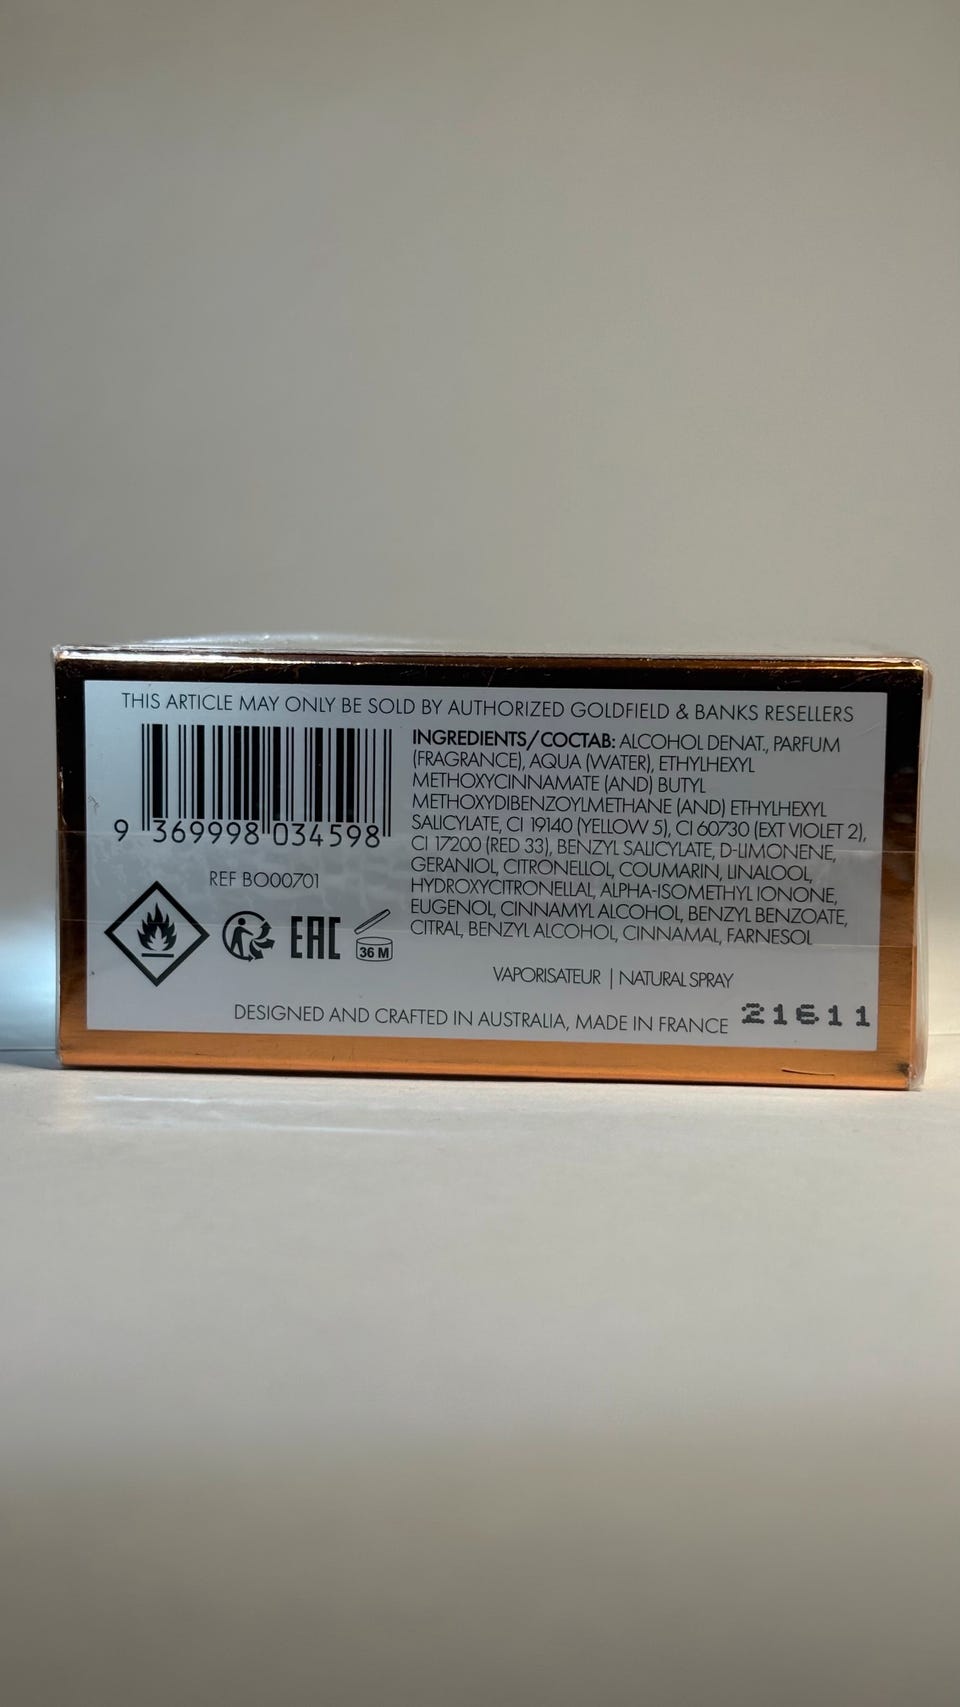 THIS ARTICLE MAY ONLY BE SOLD BY AUTHORIZED GOLDFIELD & BANKS RESELLERS
9 369998 034598
REF BO00701
EAC
36 M
INGREDIENTS/COCTAB: ALCOHOL DENAT., PARFUM
(FRAGRANCE), AQUA (WATER), ETHYLHEXYL
METHOXYCINNAMATE (AND) BUTYL
METHOXYDIBENZOYLMETHANE (AND) ETHYLHEXYL
SALICYLATE, CI 19140 (YELLOW 5), CI 60730 (EXT VIOLET 2),
CI 17200 (RED 33), BENZYL SALICYLATE, D-LIMONENE,
GERANIOL, CITRONELLOL, COUMARIN, LINALOOL,
HYDROXYCITRONELLAL, ALPHA-ISOMETHYL IONONE,
EUGENOL, CINNAMYL ALCOHOL, BENZYL BENZOATE,
CITRAL, BENZYL ALCOHOL, CINNAMAL, FARNESOL
VAPORISATEUR | NATURAL SPRAY
DESIGNED AND CRAFTED IN AUSTRALIA, MADE IN FRANCE